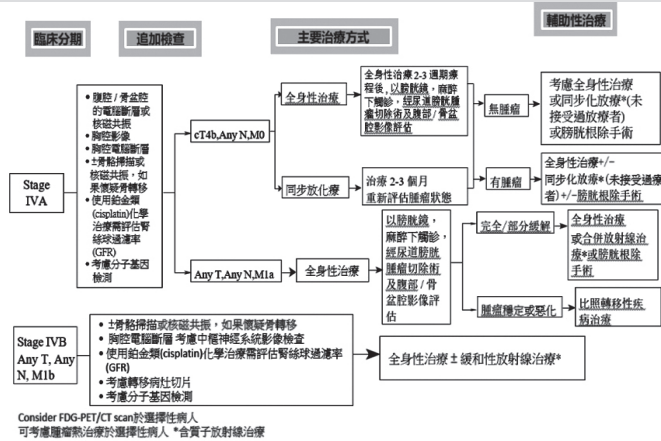 臨床分期
追加檢查
主要治療方式
輔助性治療
Stage
IVA
• 腹腔 / 骨盆腔
的電腦斷層或
核磁共振
• 胸腔影像
• 胸腔電腦斷層
• ±骨骼掃描或
核磁共振，如
果懷疑骨轉移
• 使用鉑金類
(cisplatin)化學
治療需評估腎
絲球過濾率
(GFR)
• 考慮分子基因
檢測
cT4b,Any N,M0
全身性治療
全身性治療 2-3 週期療
程後，以膀胱鏡，麻醉
下觸診，經尿道膀胱腫
瘤切除術及腹部 / 骨盆
腔影像評估
無腫瘤
考慮全身性治療
或同步化放療*(未
接受過放療者)
或膀胱根除手術
同步放化療
治療 2-3 個月
重新評估腫瘤狀態
有腫瘤
全身性治療+/–
同步化放療*(未接受過放療
者)+/–膀胱根除手術
Any T,Any N,M1a
全身性治療
以膀胱鏡，
麻醉下觸診，
經尿道膀胱
腫瘤切除術
及腹部 / 骨
盆腔影像評
估
完全/部分緩解
全身性治療
或合併放射線治
療*或膀胱根除
手術
腫瘤穩定或惡化
比照轉移性疾
病治療
Stage IVB
Any T, Any
N, M1b
• ±骨骼掃描或核磁共振，如果懷疑骨轉移
• 胸腔電腦斷層 考慮中樞神經系統影像檢查
• 使用鉑金類(cisplatin)化學治療需評估腎絲球過濾率
(GFR)
• 考慮轉移病灶切片
• 考慮分子基因檢測
全身性治療 ± 緩和性放射線治療*
Consider FDG-PET/CT scan於選擇性病人
可考慮腫瘤熱治療於選擇性病人 *含質子放射線治療